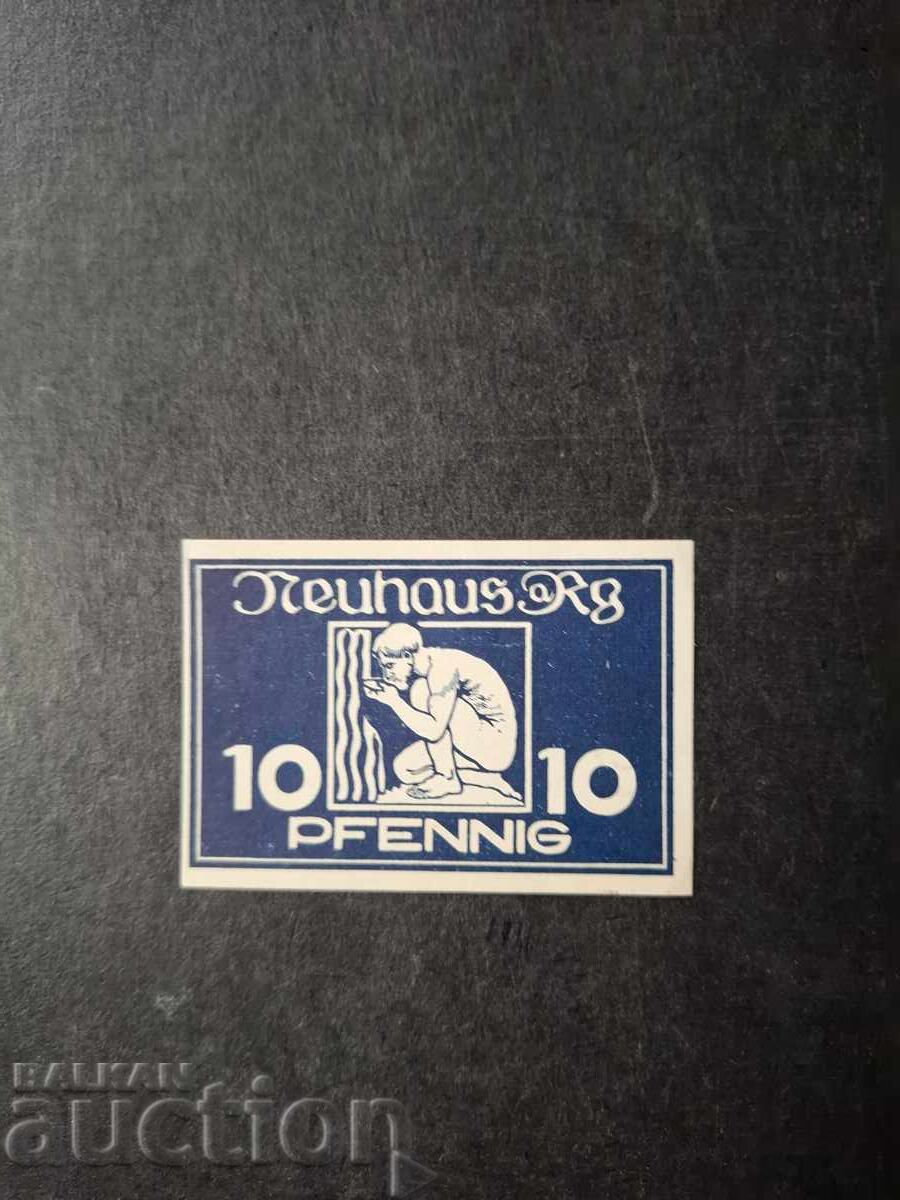 Neuhaus a Rg
10 10
PFENNIG
BALKAN
auction